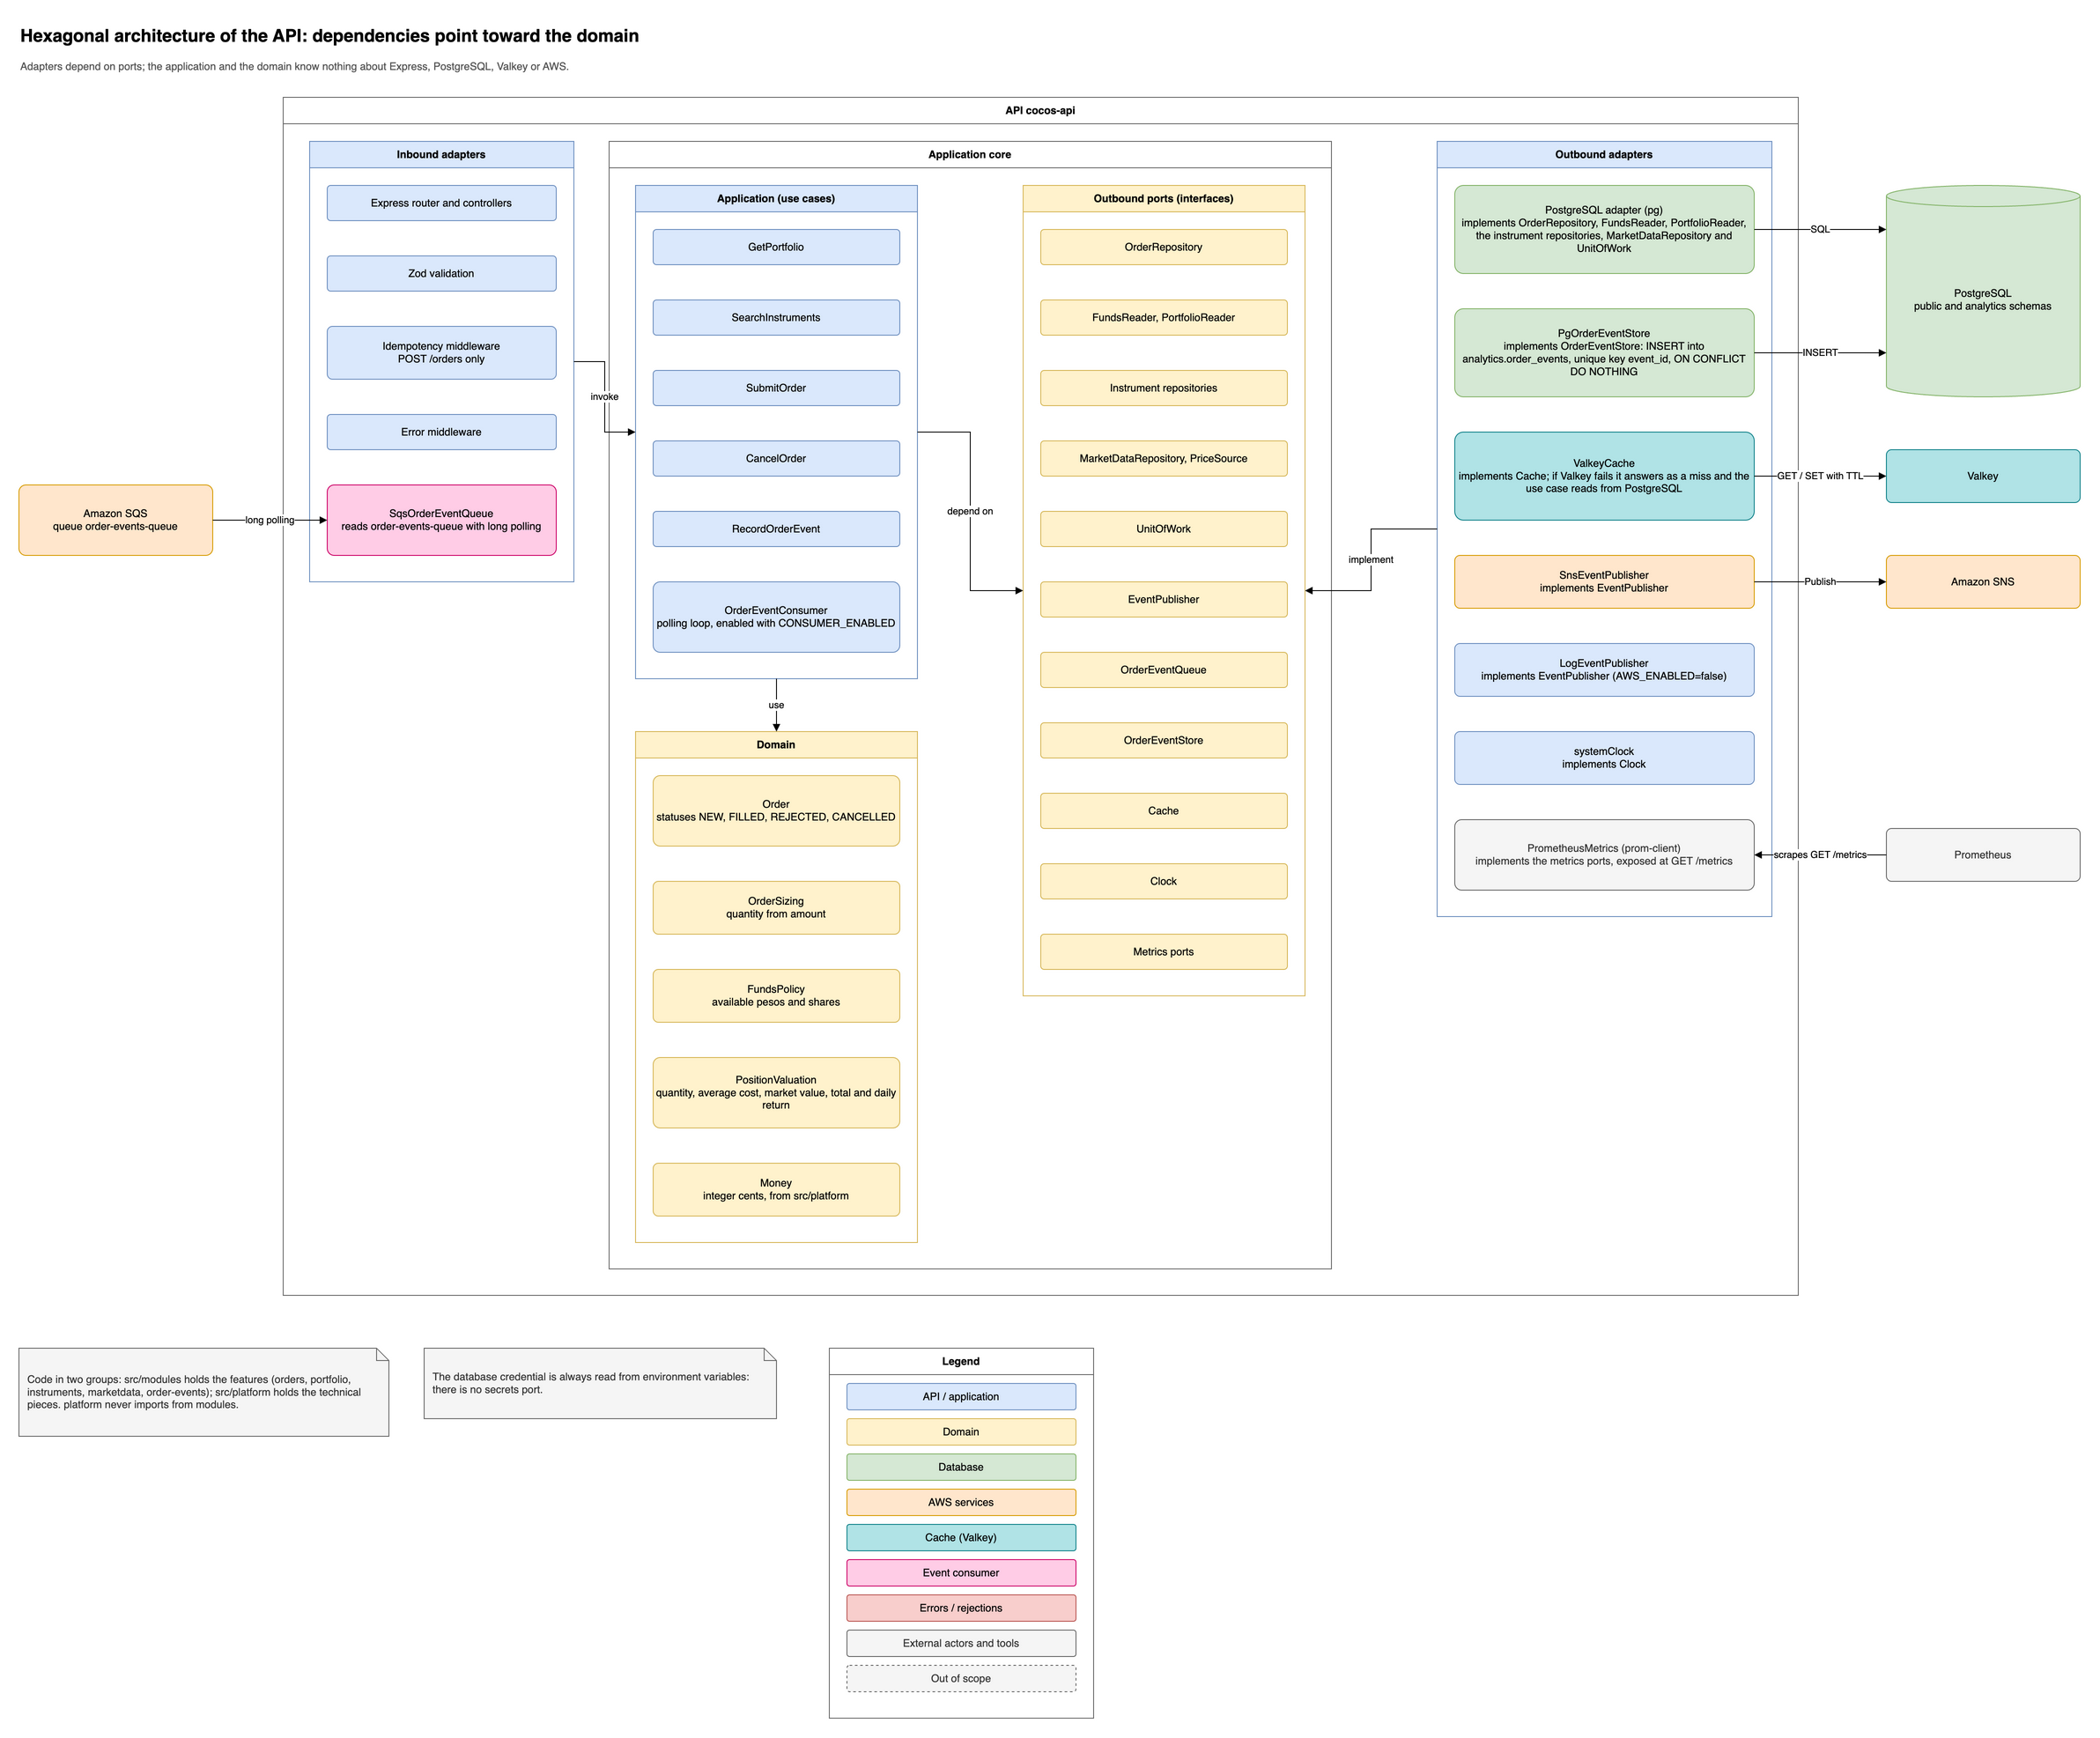 Hexagonal architecture of the API: dependencies point toward the domain
Adapters depend on ports; the application and the domain know nothing about Express, PostgreSQL, Valkey or AWS.
API cocos-api
Inbound adapters
Express router and controllers
Zod validation
Idempotency middleware
POST /orders only
Error middleware
Amazon SQS
queue order-events-queue
long polling
SqsOrderEventQueue
reads order-events-queue with long polling
invoke
Application core
Application (use cases)
GetPortfolio
SearchInstruments
SubmitOrder
CancelOrder
RecordOrderEvent
OrderEventConsumer
polling loop, enabled with CONSUMER_ENABLED
use
Domain
Order
statuses NEW, FILLED, REJECTED, CANCELLED
OrderSizing
quantity from amount
FundsPolicy
available pesos and shares
PositionValuation
quantity, average cost, market value, total and daily
return
Money
integer cents, from src/platform
depend on
Outbound ports (interfaces)
OrderRepository
FundsReader, PortfolioReader
Instrument repositories
MarketDataRepository, PriceSource
UnitOfWork
EventPublisher
OrderEventQueue
OrderEventStore
Cache
Clock
Metrics ports
implement
Outbound adapters
PostgreSQL adapter (pg)
implements OrderRepository, FundsReader, PortfolioReader,
the instrument repositories, MarketDataRepository and
UnitOfWork
SQL
PgOrderEventStore
implements OrderEventStore: INSERT into
analytics.order_events, unique key event_id, ON CONFLICT
DO NOTHING
INSERT
PostgreSQL
public and analytics schemas
ValkeyCache
implements Cache; if Valkey fails it answers as a miss and the
use case reads from PostgreSQL
GET / SET with TTL
Valkey
SnsEventPublisher
implements EventPublisher
Publish
Amazon SNS
LogEventPublisher
implements EventPublisher (AWS_ENABLED=false)
systemClock
implements Clock
PrometheusMetrics (prom-client)
implements the metrics ports, exposed at GET /metrics
scrapes GET /metrics
Prometheus
Code in two groups: src/modules holds the features (orders, portfolio,
instruments, marketdata, order-events); src/platform holds the technical
pieces. platform never imports from modules.
The database credential is always read from environment variables:
there is no secrets port.
Legend
API / application
Domain
Database
AWS services
Cache (Valkey)
Event consumer
Errors / rejections
External actors and tools
Out of scope